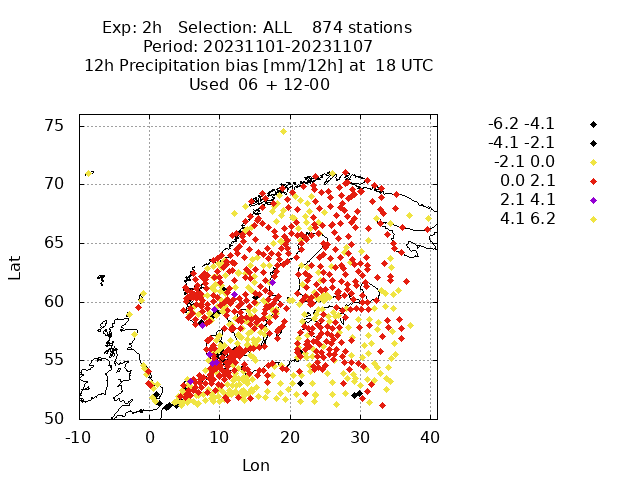 Exp: 2h   Selection: ALL    874 stations
Period: 20231101-20231107
12h Precipitation bias [mm/12h] at  18 UTC
Used  06 + 12-00
-6.2 -4.1
-4.1 -2.1
-2.1 0.0
0.0 2.1
2.1 4.1
4.1 6.2
75
70
65
60
55
50
Lat
-10 0 10 20 30 40
Lon